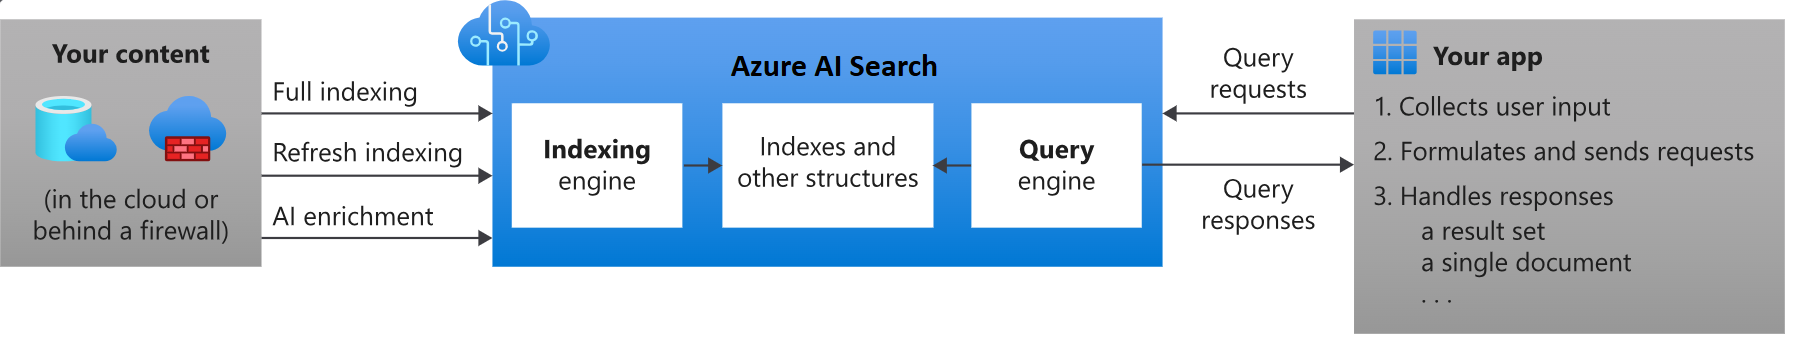 Your content
(in the cloud or
behind a firewall)
Full indexing
Refresh indexing
AI enrichment
Azure AI Search
Indexing
engine
Indexes and
other structures
Query
engine
Query
requests
Query
responses
Your app
1. Collects user input
2. Formulates and sends requests
3. Handles responses
a result set
a single document
. . .